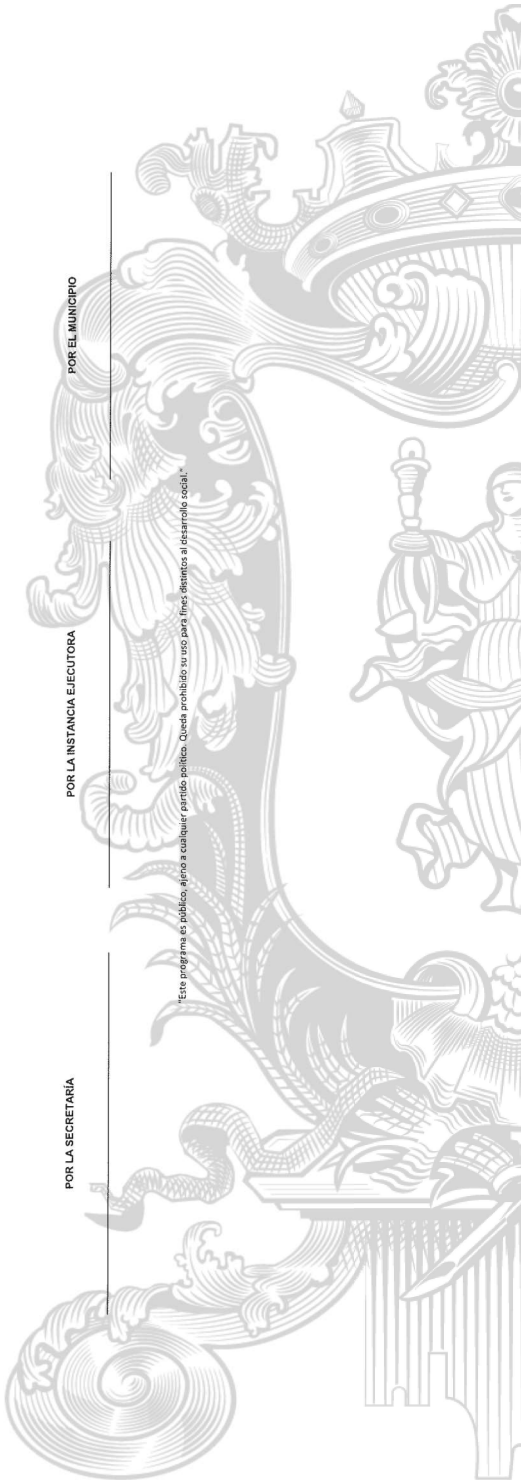 POR LA SECRETARÍA
POR LA INSTANCIA EJECUTORA
POR EL MUNICIPIO
"Este programa es público, ajeno a cualquier partido político. Queda prohibido su uso para fines distintos al desarrollo social."